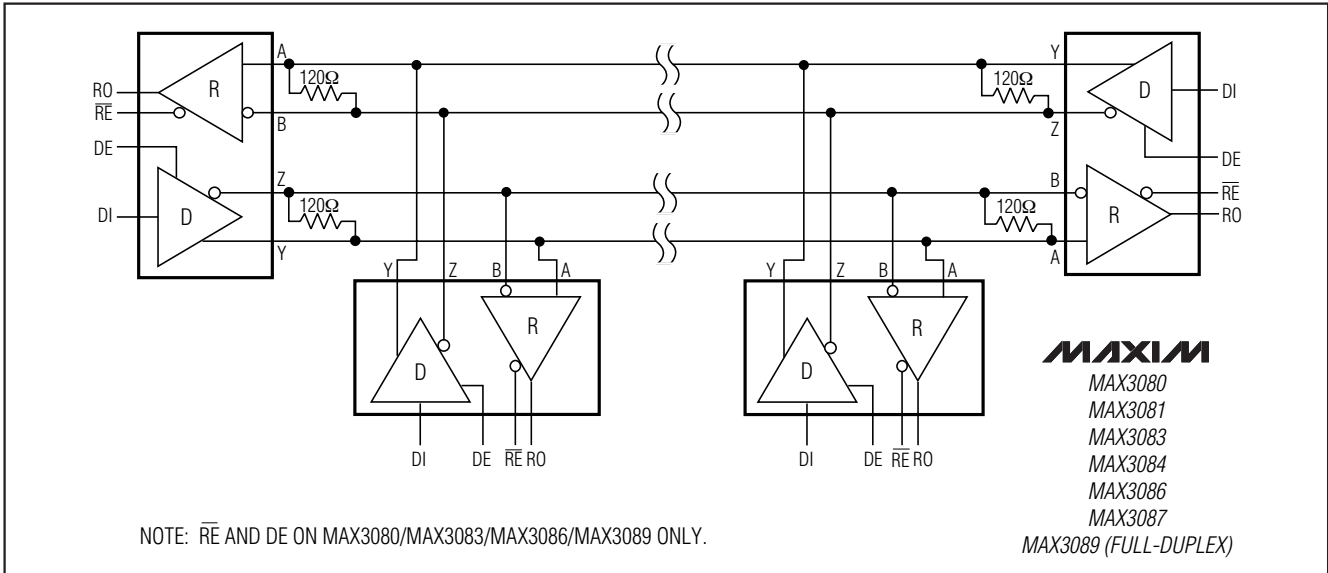 A
120Ω
Y
RO
R
120Ω
D
DI
RE
B
Z
DE
DE
Z
B
RE
DI
D
120Ω
120Ω
R
RO
Y
A
Y Z B A
Y Z B A
R
R
D
D
MAXIM
MAX3080
MAX3081
MAX3083
MAX3084
MAX3086
MAX3087
MAX3089 (FULL-DUPLEX)
DI DE RE RO
DI DE RE RO
NOTE: RE AND DE ON MAX3080/MAX3083/MAX3086/MAX3089 ONLY.